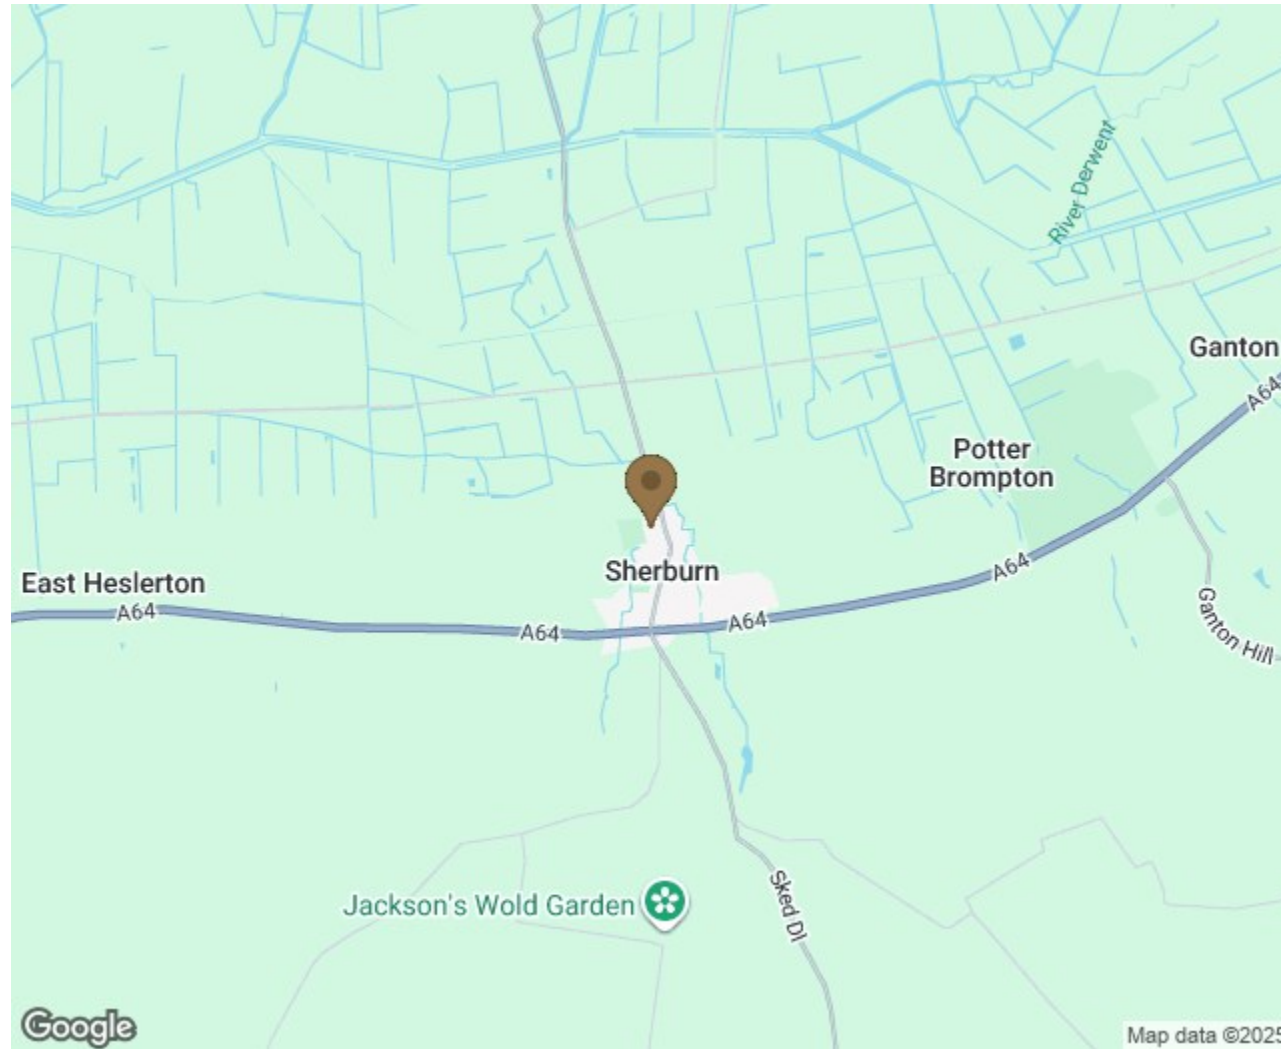 River Derwent
Ganton
A64
Potter
Brompton
A64
Sherburn
East Heslerton
A64
A64
A64
Ganton Hill
Jackson's Wold Garden
Sked Dl
Google
Map data ©2025